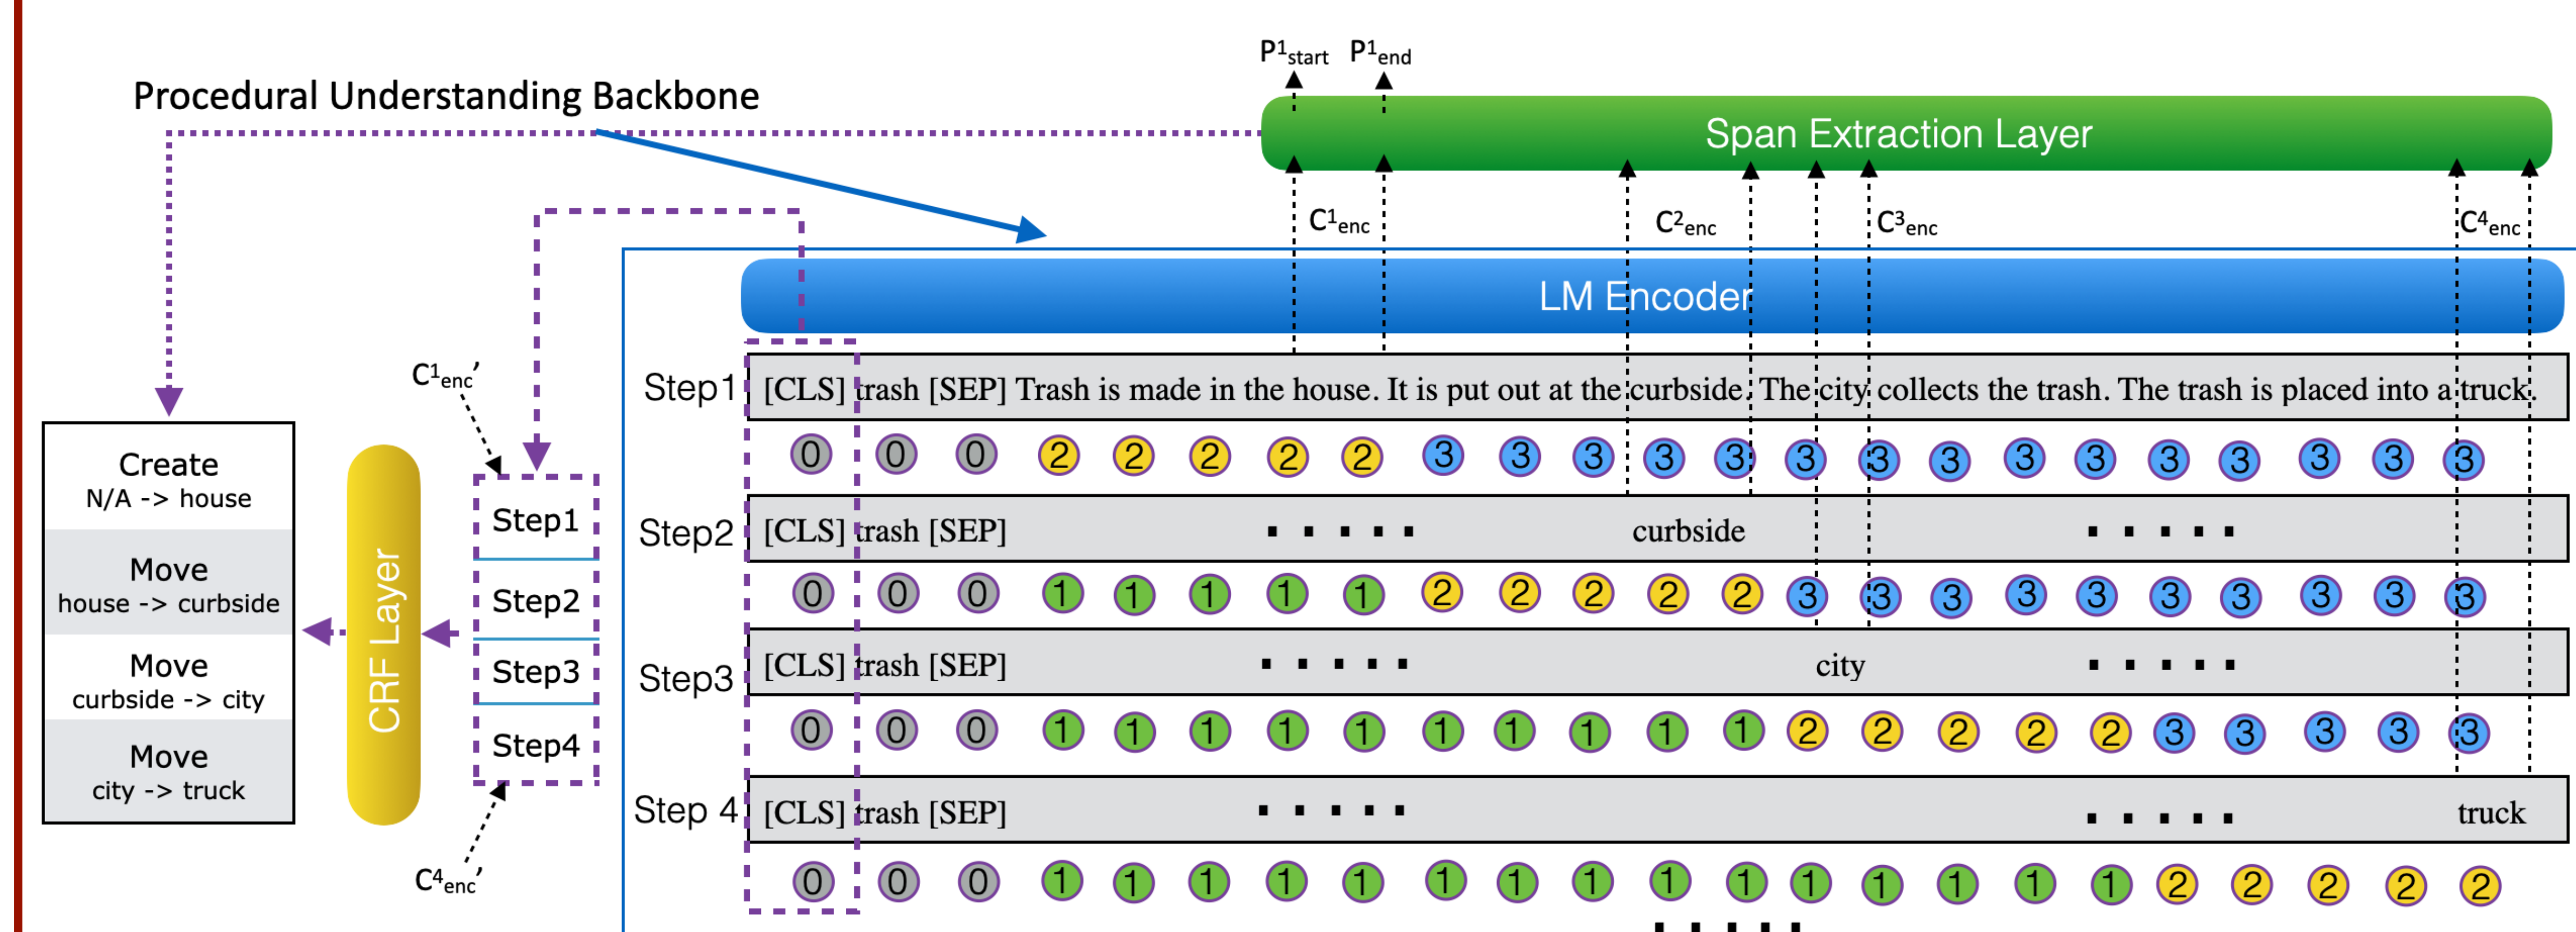 P¹start P¹end
Procedural Understanding Backbone
Span Extraction Layer
C¹enc C²enc C³enc C⁴enc
LM Encoder
Step1 [CLS] trash [SEP] Trash is made in the house. It is put out at the curbside. The city collects the trash. The trash is placed into a truck.
0 0 0 2 2 2 2 2 3 3 3 3 3 3 3 3 3 3 3 3 3 3 3
Step2 [CLS] trash [SEP] ..... curbside .....
0 0 0 1 1 1 1 1 2 2 2 2 2 3 3 3 3 3 3 3 3 3 3
Step3 [CLS] trash [SEP] ..... city .....
0 0 0 1 1 1 1 1 1 1 1 1 1 2 2 2 2 2 3 3 3 3 3
Step 4 [CLS] trash [SEP] ..... ..... truck
0 0 0 1 1 1 1 1 1 1 1 1 1 1 1 1 1 1 2 2 2 2 2
.....
C¹enc′
Step1
Step2
Step3
Step4
C⁴enc′
CRF Layer
Create
N/A -> house
Move
house -> curbside
Move
curbside -> city
Move
city -> truck